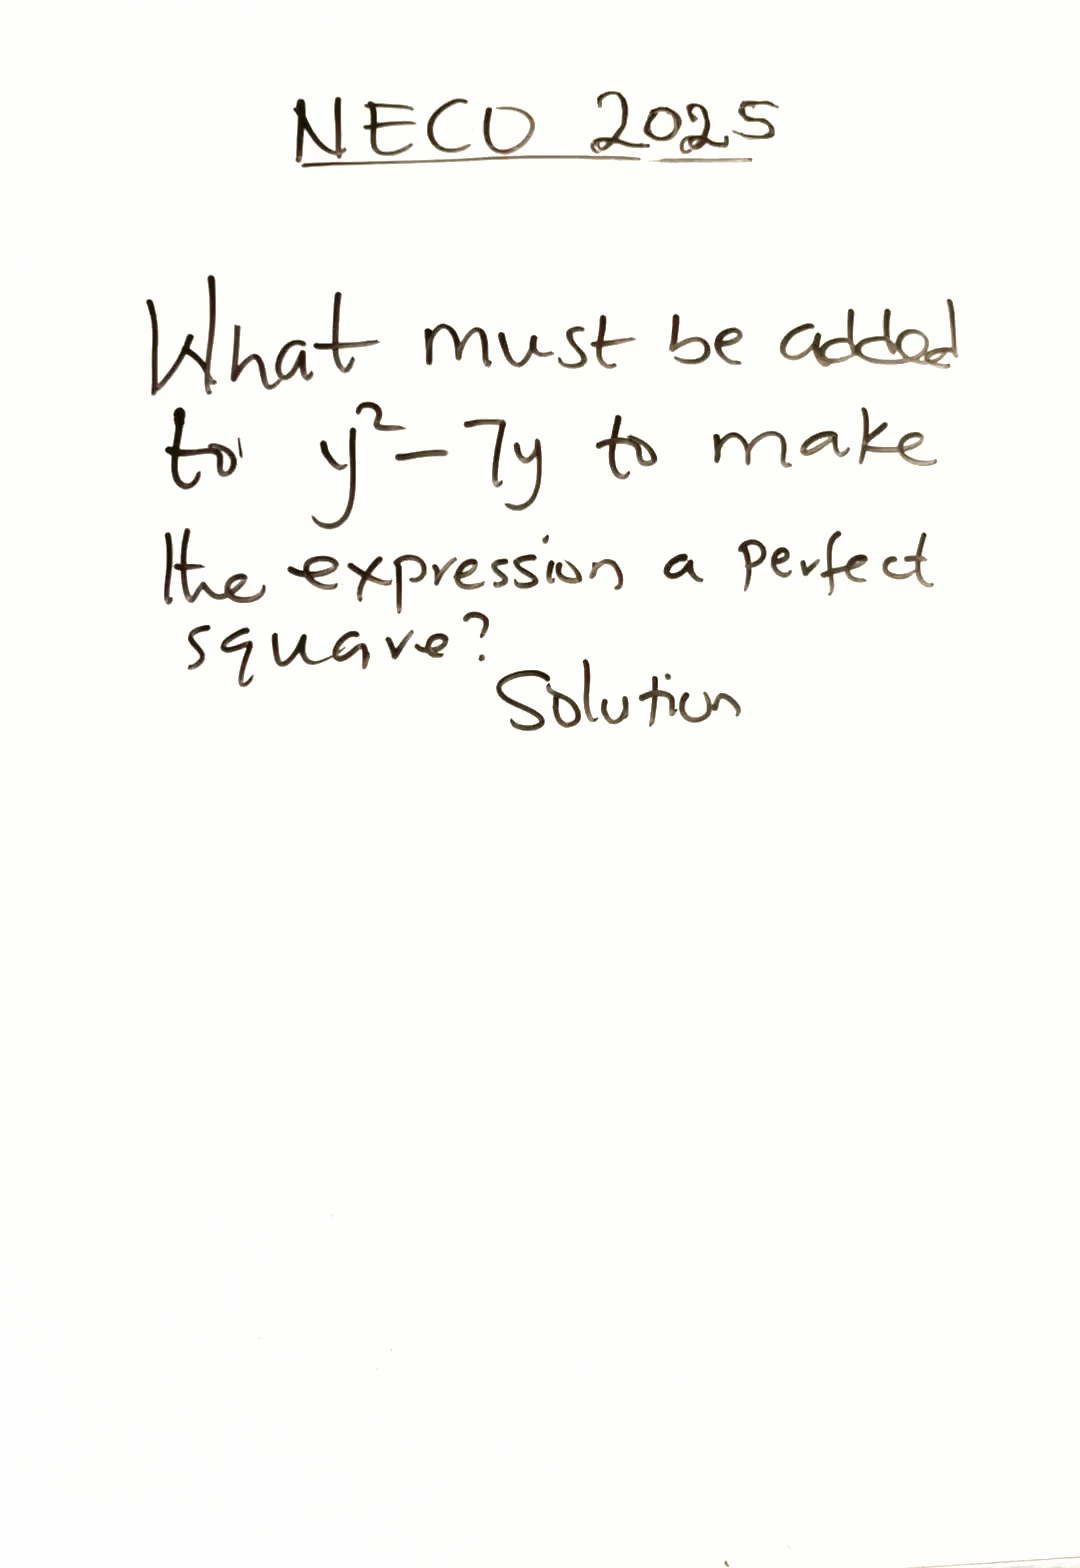 NECO 2025
What must be added
to y² - 7y to make
the expression a perfect
square?
Solution